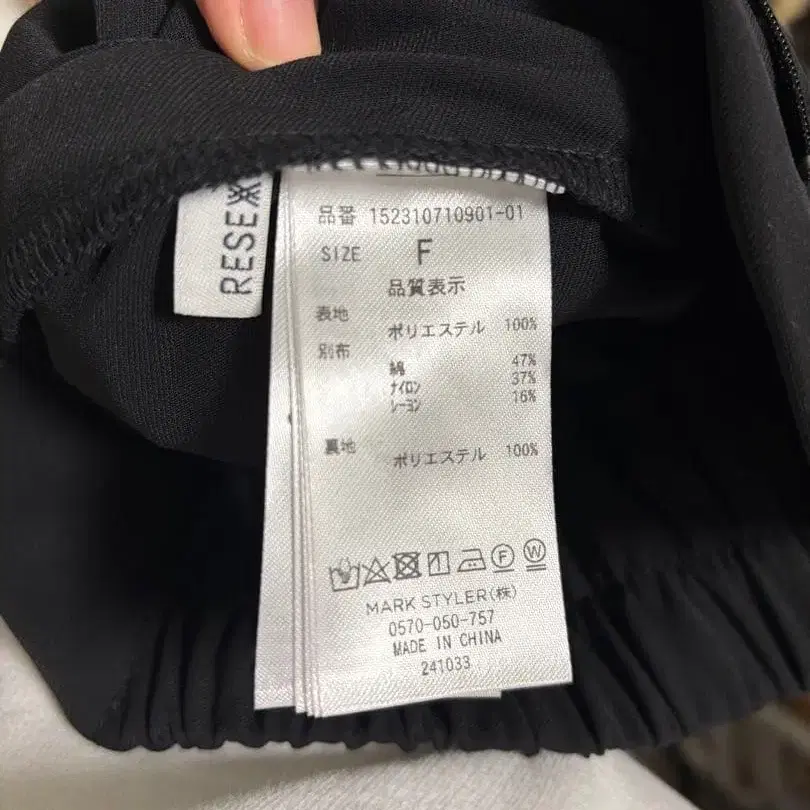 RESE
品番 152310710901-01
SIZE F
品質表示
表地 ポリエステル 100%
別布 綿 47%
ナイロン 37%
レーヨン 16%
裏地 ポリエステル 100%
F W
MARK STYLER(株)
0570-050-757
MADE IN CHINA
241033